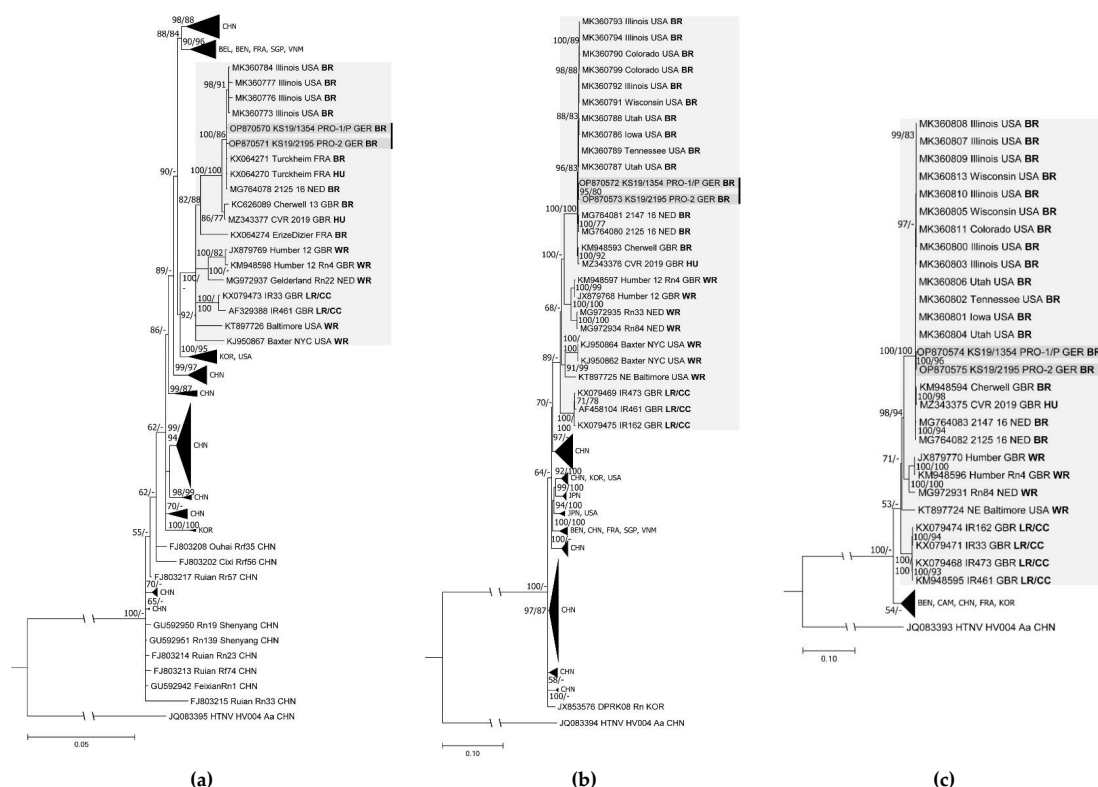 98/88
CHN
88/84
90/96
BEL, BEN, FRA, SGP, VNM
MK360784 Illinois USA BR
98/91
MK360777 Illinois USA BR
MK360776 Illinois USA BR
MK360773 Illinois USA BR
100/86
OP870570 KS19/1354 PRO-1/P GER BR
OP870571 KS19/2195 PRO-2 GER BR
90/-
100/100
KX064271 Turckheim FRA BR
KX064270 Turckheim FRA HU
MG764078 2125 16 NED BR
82/88
KC626089 Cherwell 13 GBR BR
86/77
MZ343377 CVR 2019 GBR HU
KX064274 ErizeDizier FRA BR
100/82
JX879769 Humber 12 GBR WR
KM948598 Humber 12 Rn4 GBR WR
89/-
100/
-
100/-
MG972937 Gelderland Rn22 NED WR
KX079473 IR33 GBR LR/CC
100/
100
AF329388 IR461 GBR LR/CC
92/-
KT897726 Baltimore USA WR
86/-
KJ950867 Baxter NYC USA WR
100/95
KOR, USA
99/97
CHN
99/87
CHN
62/-
99/
94
CHN
98/99
CHN
62/-
70/-
CHN
100/100
KOR
55/-
FJ803208 Ouhai Rrf35 CHN
FJ803202 Cixi Rrf56 CHN
FJ803217 Ruian Rr57 CHN
70/-
CHN
65/-
CHN
100/-
GU592950 Rn19 Shenyang CHN
GU592951 Rn139 Shenyang CHN
FJ803214 Ruian Rn23 CHN
FJ803213 Ruian Rf74 CHN
GU592942 FeixianRn1 CHN
FJ803215 Ruian Rn33 CHN
JQ083395 HTNV HV004 Aa CHN
0.05
(a)
MK360793 Illinois USA BR
100/89
MK360794 Illinois USA BR
MK360790 Colorado USA BR
98/88
MK360799 Colorado USA BR
MK360792 Illinois USA BR
MK360791 Wisconsin USA BR
88/83
MK360788 Utah USA BR
MK360786 Iowa USA BR
MK360789 Tennessee USA BR
96/83
MK360787 Utah USA BR
OP870572 KS19/1354 PRO-1/P GER BR
95/80
OP870573 KS19/2195 PRO-2 GER BR
100/100
MG764081 2147 16 NED BR
100/77
MG764080 2125 16 NED BR
KM948593 Cherwell GBR BR
100/92
100/-
MZ343376 CVR 2019 GBR HU
KM948597 Humber 12 Rn4 GBR WR
100/99
JX879768 Humber 12 GBR WR
100/100
68/-
MG972935 Rn33 NED WR
100/100
MG972934 Rn84 NED WR
100/
100
KJ950864 Baxter NYC USA WR
89/-
KJ950862 Baxter NYC USA WR
91/99
KT897725 NE Baltimore USA WR
KX079469 IR473 GBR LR/CC
71/78
70/-
AF458104 IR461 GBR LR/CC
100/
100
KX079475 IR162 GBR LR/CC
97/-
CHN
64/-
92/100
CHN, KOR, USA
99/100
JPN
94/100
JPN, USA
100/100
BEN, CHN, FRA, SGP, VNM
100/-
CHN
100/-
97/87
CHN
CHN
58/-
CHN
100/-
JX853576 DPRK08 Rn KOR
JQ083394 HTNV HV004 Aa CHN
0.10
(b)
MK360808 Illinois USA BR
99/83
MK360807 Illinois USA BR
MK360809 Illinois USA BR
MK360813 Wisconsin USA BR
MK360810 Illinois USA BR
97/-
MK360805 Wisconsin USA BR
MK360811 Colorado USA BR
MK360800 Illinois USA BR
MK360803 Illinois USA BR
MK360806 Utah USA BR
MK360802 Tennessee USA BR
MK360801 Iowa USA BR
MK360804 Utah USA BR
100/100
OP870574 KS19/1354 PRO-1/P GER BR
100/96
OP870575 KS19/2195 PRO-2 GER BR
KM948594 Cherwell GBR BR
100/98
MZ343375 CVR 2019 GBR HU
98/94
MG764083 2147 16 NED BR
100/94
MG764082 2125 16 NED BR
71/-
JX879770 Humber GBR WR
100/100
KM948596 Humber Rn4 GBR WR
100/100
MG972931 Rn84 NED WR
53/-
KT897724 NE Baltimore USA WR
KX079474 IR162 GBR LR/CC
100/94
100/-
KX079471 IR33 GBR LR/CC
100/
100
KX079468 IR473 GBR LR/CC
100/93
KM948595 IR461 GBR LR/CC
54/-
BEN, CAM, CHN, FRA, KOR
JQ083393 HTNV HV004 Aa CHN
0.10
(c)